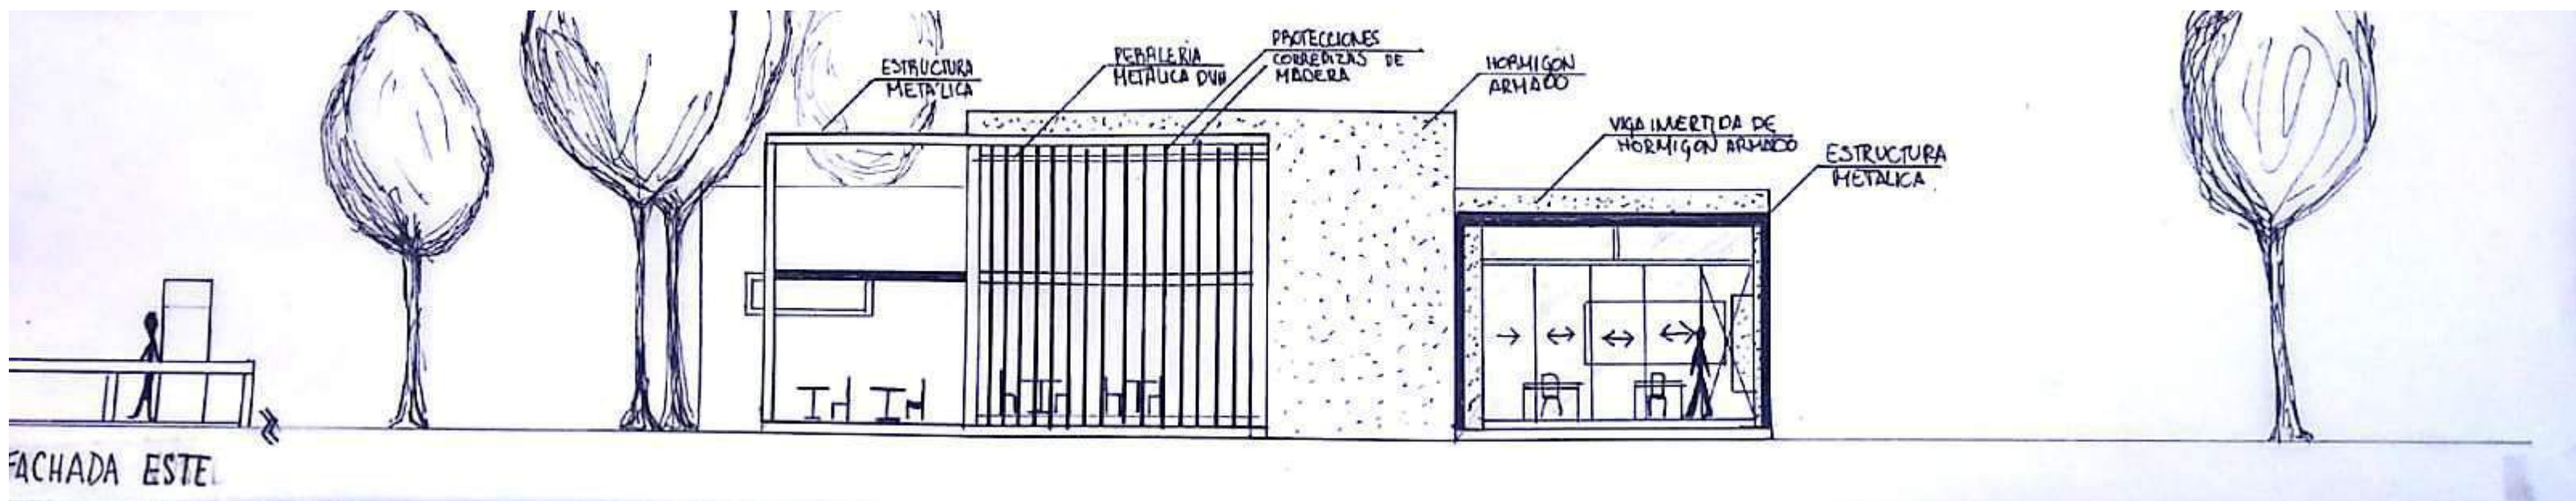 ESTRUCTURA
METÁLICA
PERFILERIA
METALICA DVH
PROTECCIONES
CORREDIZAS DE
MADERA
HORMIGON
ARMADO
VIGA INVERTIDA DE
HORMIGON ARMADO
ESTRUCTURA
METALICA
FACHADA ESTE